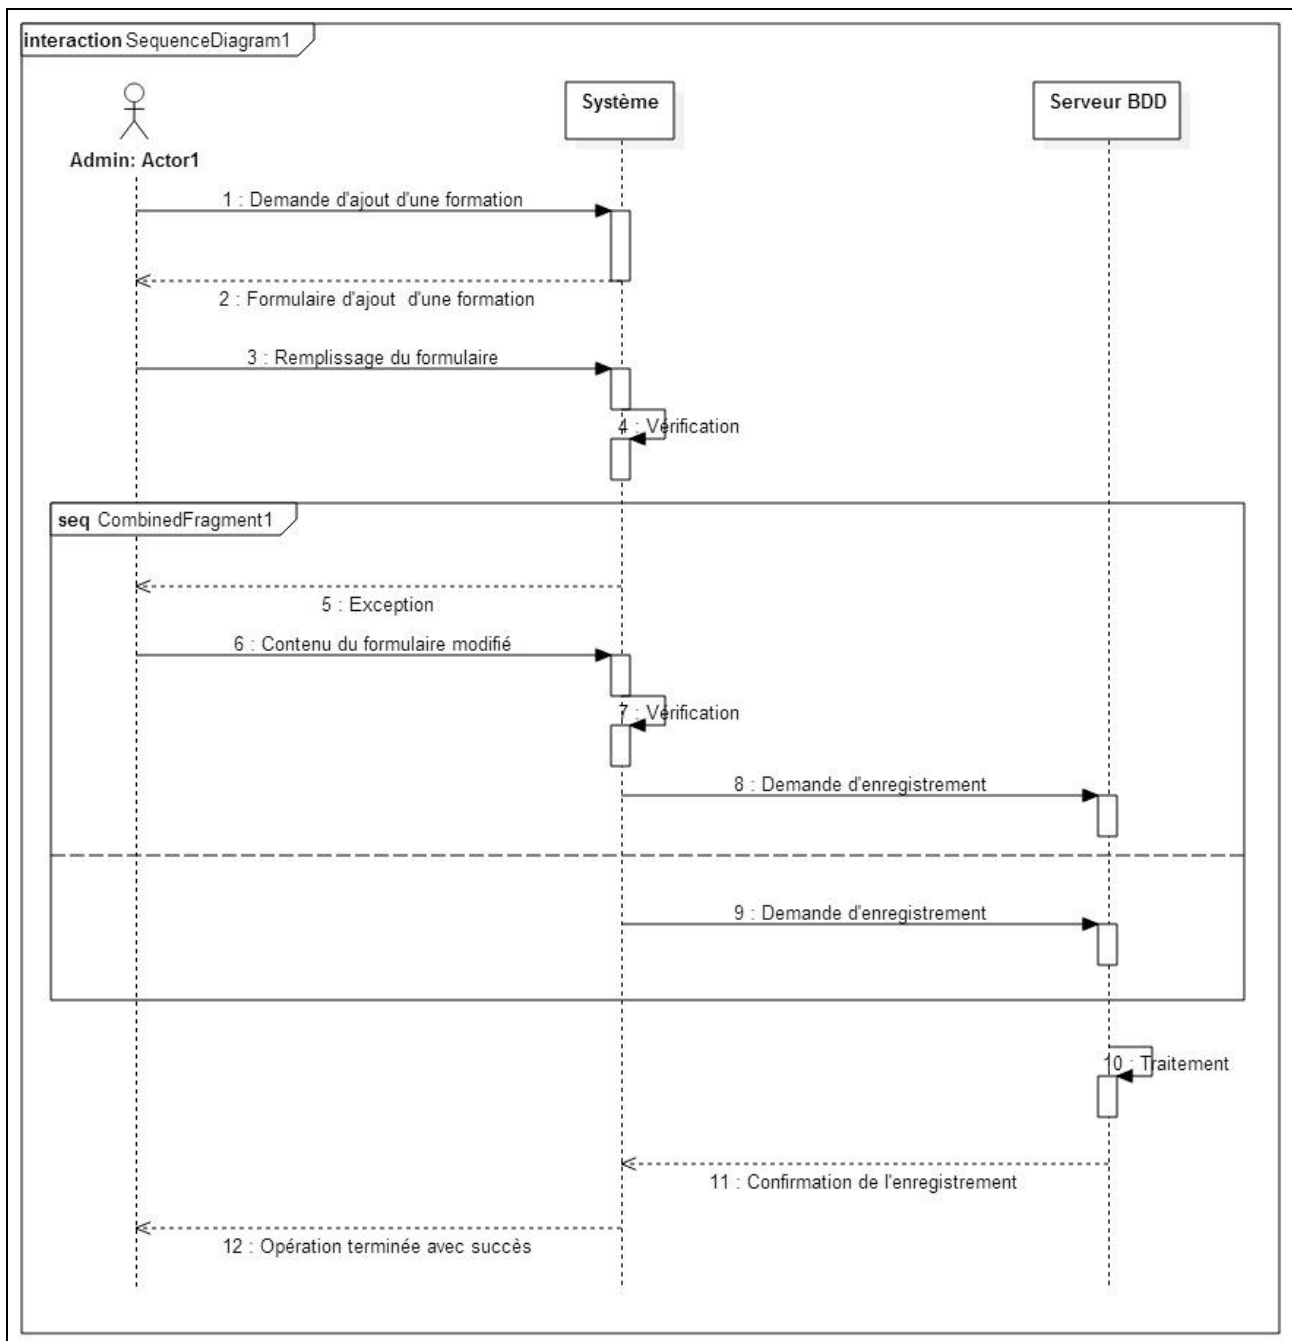 interaction SequenceDiagram1
Système
Serveur BDD
Admin: Actor1
1 : Demande d'ajout d'une formation
2 : Formulaire d'ajout  d'une formation
3 : Remplissage du formulaire
4 : Vérification
seq CombinedFragment1
5 : Exception
6 : Contenu du formulaire modifié
7 : Vérification
8 : Demande d'enregistrement
9 : Demande d'enregistrement
10 : Traitement
11 : Confirmation de l'enregistrement
12 : Opération terminée avec succès